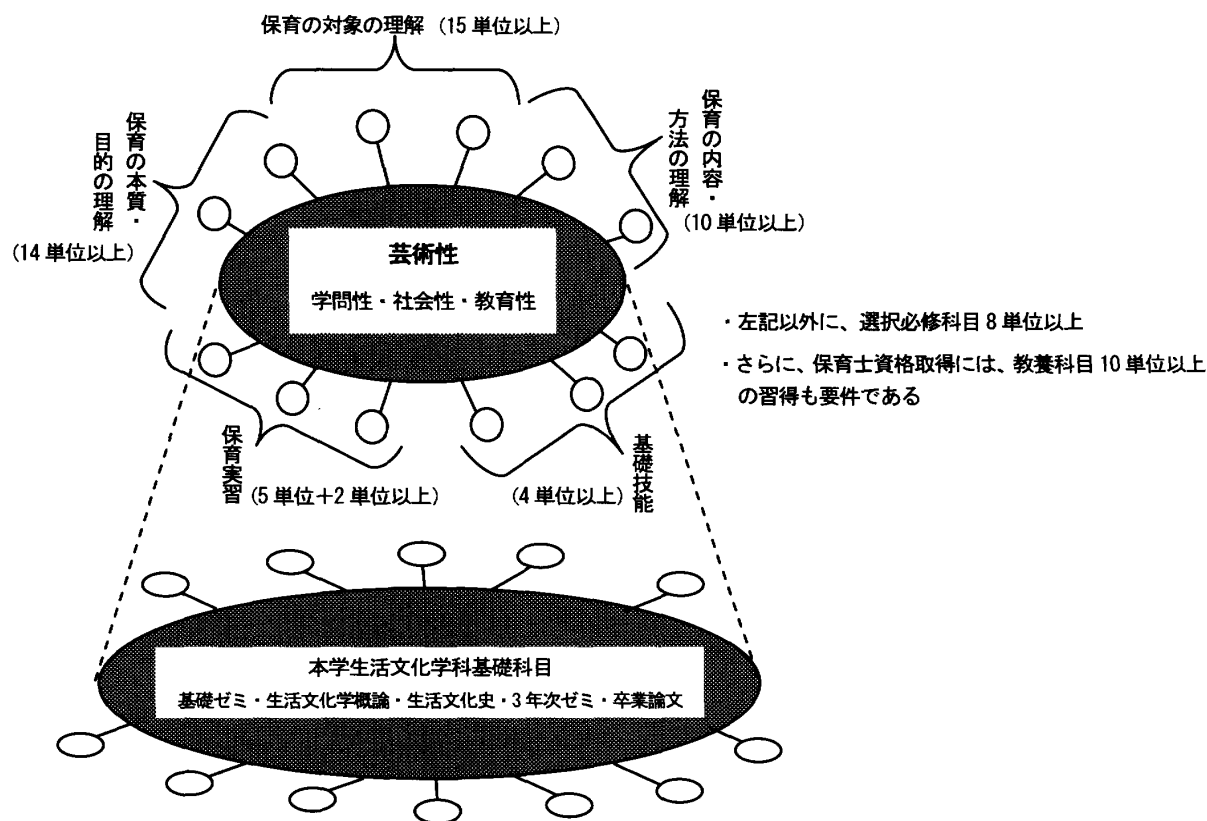 保育の対象の理解（15 単位以上）
保育の本質・
目的の理解
（14 単位以上）
保育の内容・
方法の理解
（10 単位以上）
芸術性
学問性・社会性・教育性
・左記以外に、選択必修科目 8 単位以上
・さらに、保育士資格取得には、教養科目 10 単位以上
の習得も要件である
保育実習
（5 単位＋2 単位以上）
基礎技能
（4 単位以上）
本学生活文化学科基礎科目
基礎ゼミ・生活文化学概論・生活文化史・3 年次ゼミ・卒業論文